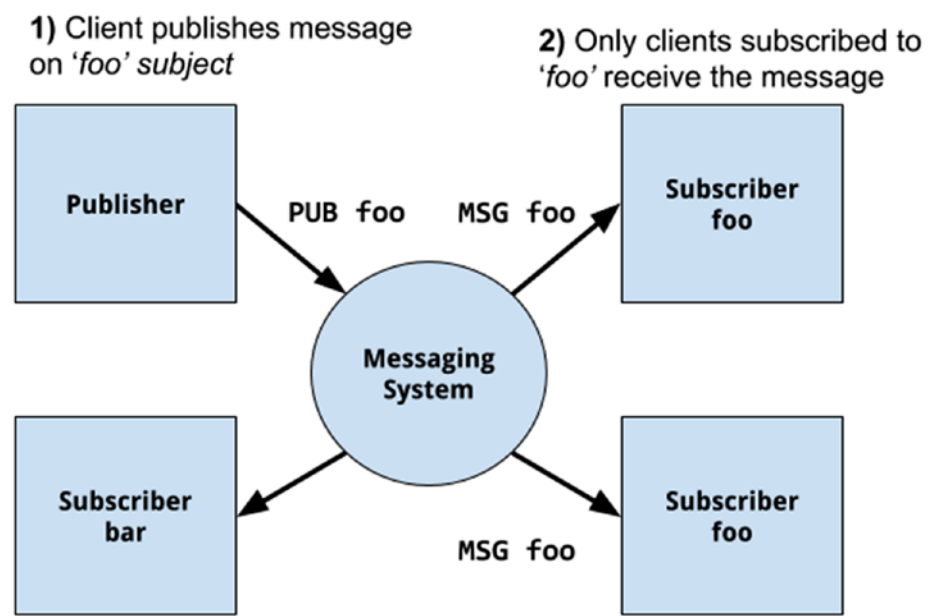 1) Client publishes message
on ‘foo’ subject
2) Only clients subscribed to
‘foo’ receive the message
Publisher
PUB foo
MSG foo
Subscriber
foo
Messaging
System
Subscriber
bar
MSG foo
Subscriber
foo